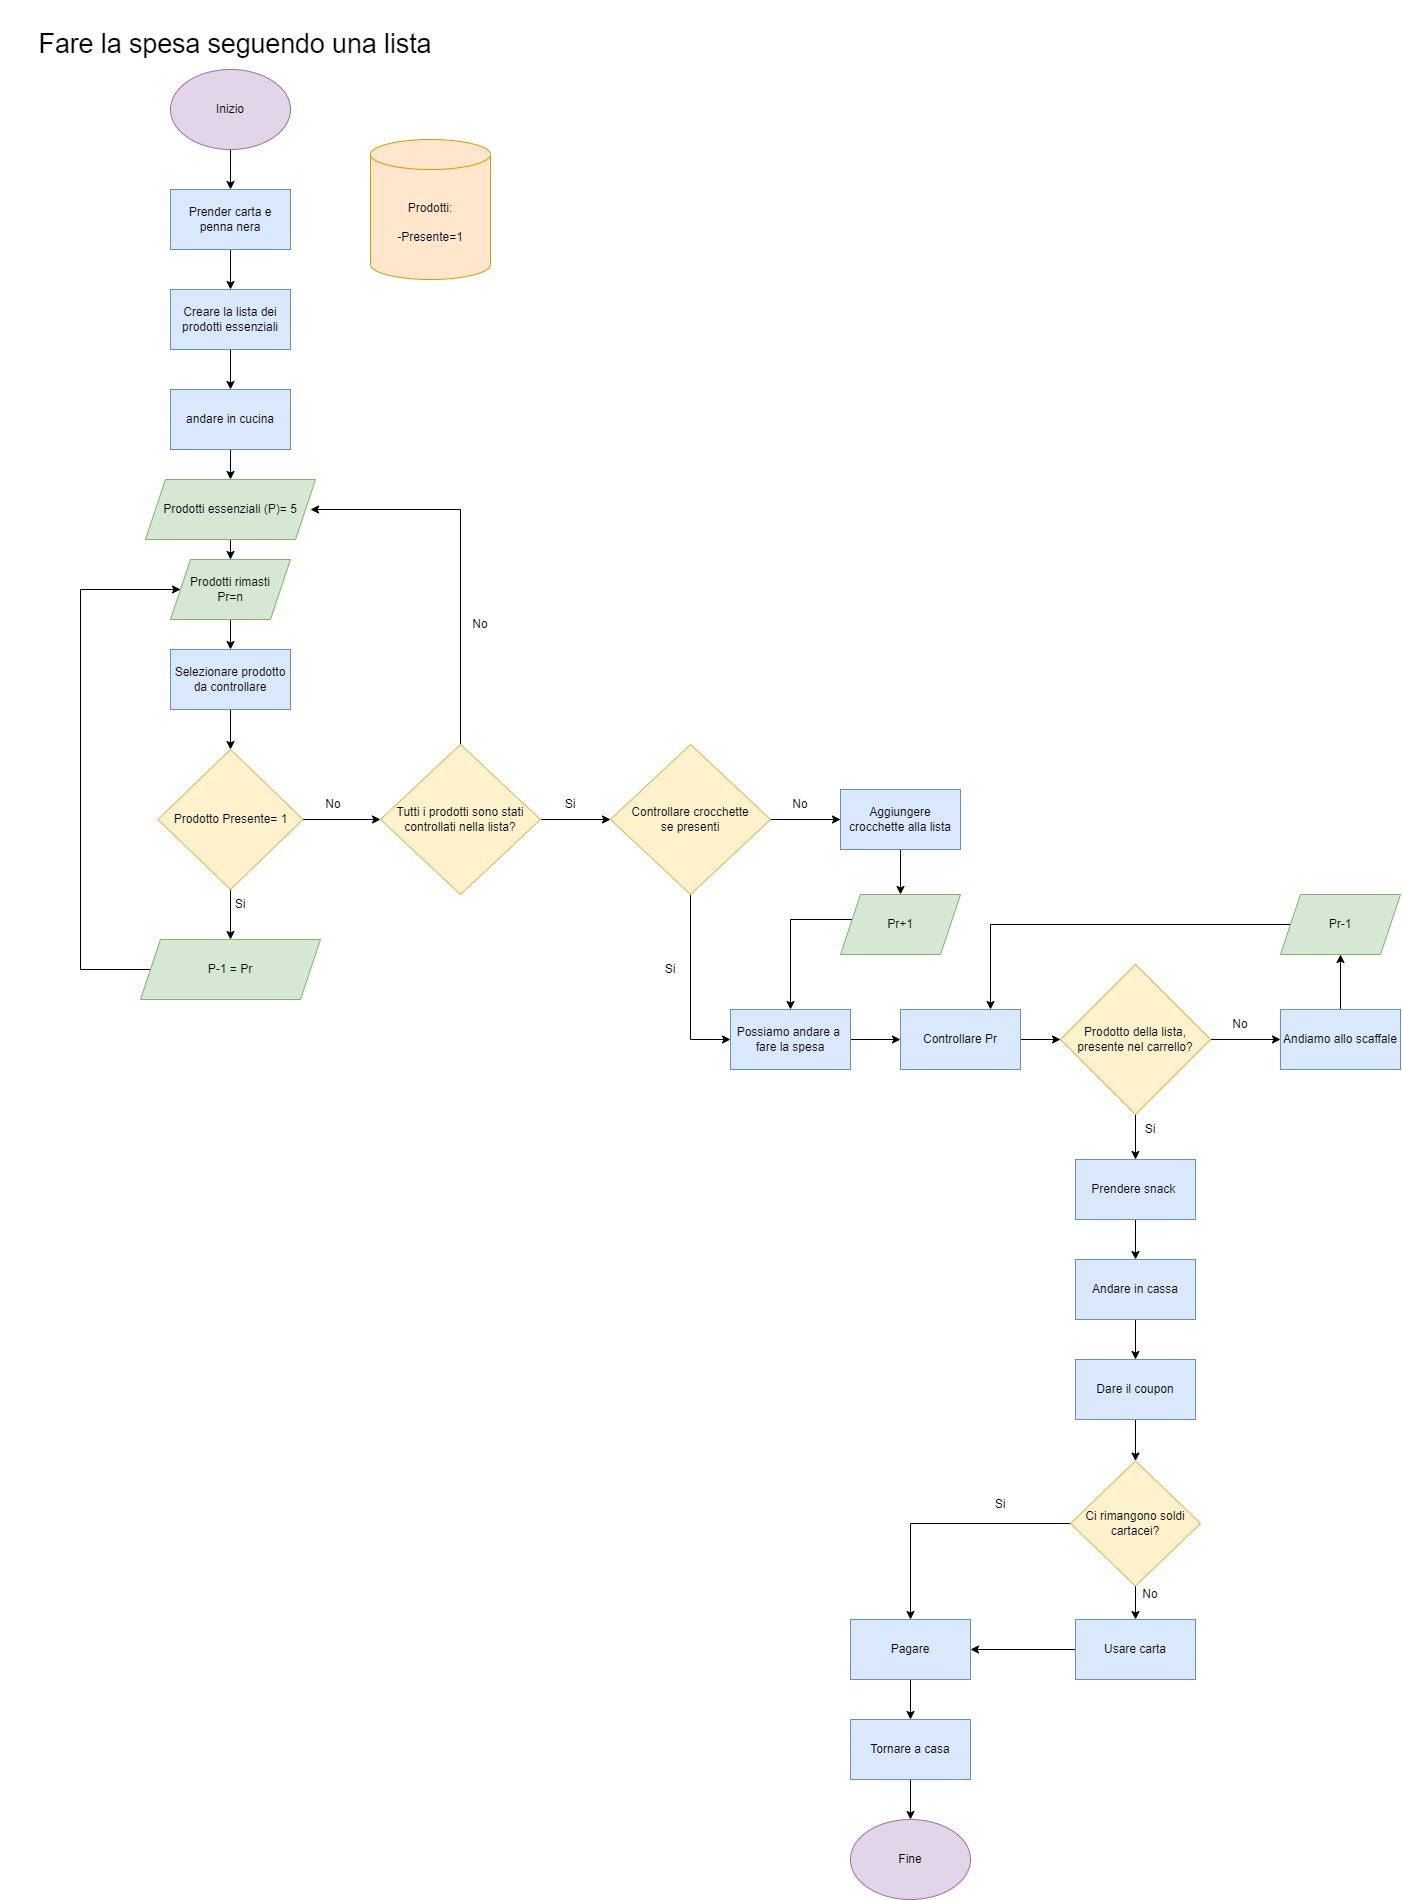 Fare la spesa seguendo una lista
Inizio
Prender carta e
penna nera
Prodotti:
-Presente=1
Creare la lista dei
prodotti essenziali
andare in cucina
Prodotti essenziali (P)= 5
Prodotti rimasti
Pr=n
No
Selezionare prodotto
da controllare
Prodotto Presente= 1
No
Tutti i prodotti sono stati
controllati nella lista?
Si
Controllare crocchette
se presenti
No
Aggiungere
crocchette alla lista
Si
P-1 = Pr
Pr+1
Pr-1
Si
Possiamo andare a
fare la spesa
Controllare Pr
Prodotto della lista,
presente nel carrello?
No
Andiamo allo scaffale
Si
Prendere snack
Andare in cassa
Dare il coupon
Si
Ci rimangono soldi
cartacei?
No
Pagare
Usare carta
Tornare a casa
Fine